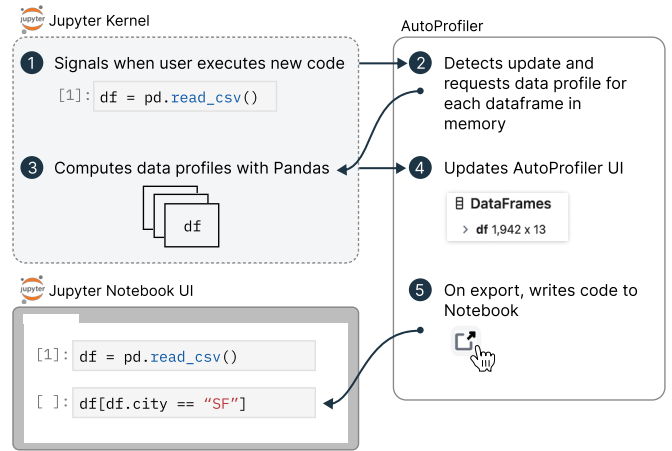 jupyter Jupyter Kernel
AutoProfiler
1 Signals when user executes new code
[1]: df = pd.read_csv()
2 Detects update and
requests data profile for
each dataframe in
memory
3 Computes data profiles with Pandas
df
4 Updates AutoProfiler UI
DataFrames
> df 1,942 x 13
jupyter Jupyter Notebook UI
[1]: df = pd.read_csv()
[ ]: df[df.city == “SF”]
5 On export, writes code to
Notebook